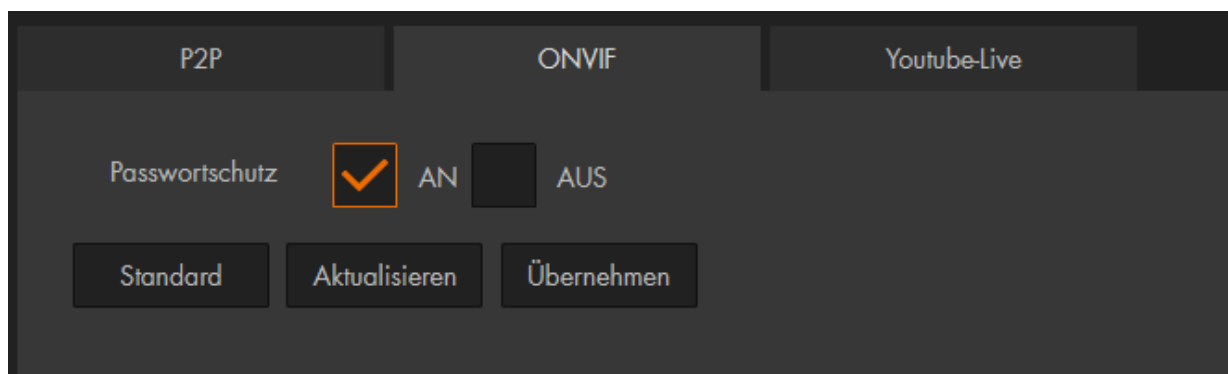 P2P ONVIF Youtube-Live
Passwortschutz AN AUS
Standard Aktualisieren Übernehmen